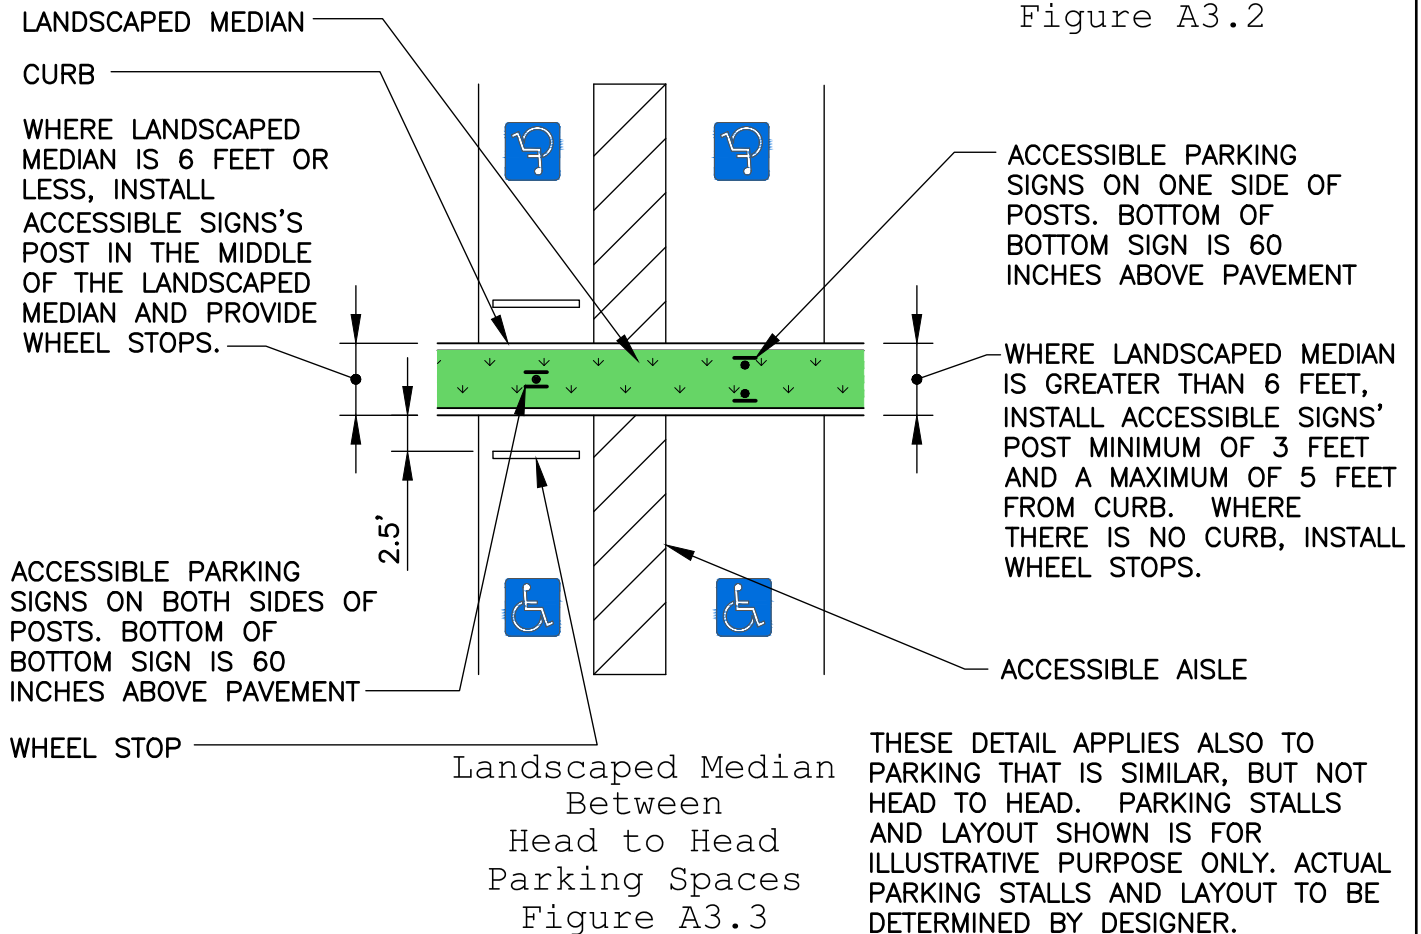 LANDSCAPED MEDIAN
CURB
WHERE LANDSCAPED
MEDIAN IS 6 FEET OR
LESS, INSTALL
ACCESSIBLE SIGNS'S
POST IN THE MIDDLE
OF THE LANDSCAPED
MEDIAN AND PROVIDE
WHEEL STOPS.
2.5'
ACCESSIBLE PARKING
SIGNS ON BOTH SIDES OF
POSTS. BOTTOM OF
BOTTOM SIGN IS 60
INCHES ABOVE PAVEMENT
WHEEL STOP
Figure A3.2
ACCESSIBLE PARKING
SIGNS ON ONE SIDE OF
POSTS. BOTTOM OF
BOTTOM SIGN IS 60
INCHES ABOVE PAVEMENT
WHERE LANDSCAPED MEDIAN
IS GREATER THAN 6 FEET,
INSTALL ACCESSIBLE SIGNS'
POST MINIMUM OF 3 FEET
AND A MAXIMUM OF 5 FEET
FROM CURB. WHERE
THERE IS NO CURB, INSTALL
WHEEL STOPS.
ACCESSIBLE AISLE
Landscaped Median
Between
Head to Head
Parking Spaces
Figure A3.3
THESE DETAIL APPLIES ALSO TO
PARKING THAT IS SIMILAR, BUT NOT
HEAD TO HEAD. PARKING STALLS
AND LAYOUT SHOWN IS FOR
ILLUSTRATIVE PURPOSE ONLY. ACTUAL
PARKING STALLS AND LAYOUT TO BE
DETERMINED BY DESIGNER.